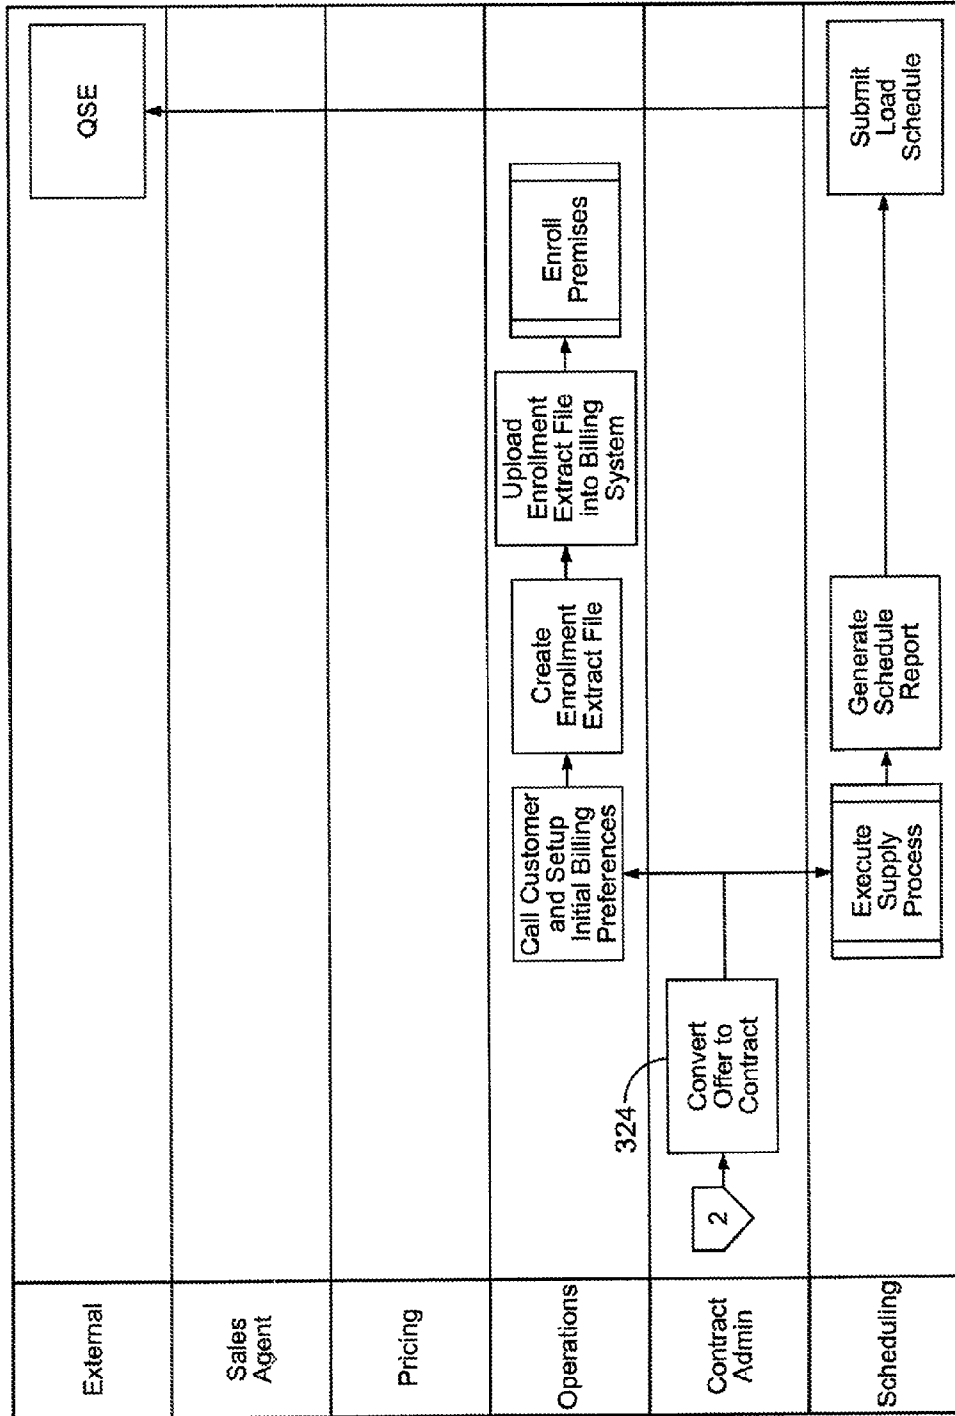 External
QSE
Sales
Agent
Pricing
Operations
Call Customer
and Setup
Initial Billing
Preferences
Create
Enrollment
Extract File
Upload
Enrollment
Extract File
into Billing
System
Enroll
Premises
Contract
Admin
2
324
Convert
Offer to
Contract
Scheduling
Execute
Supply
Process
Generate
Schedule
Report
Submit
Load
Schedule